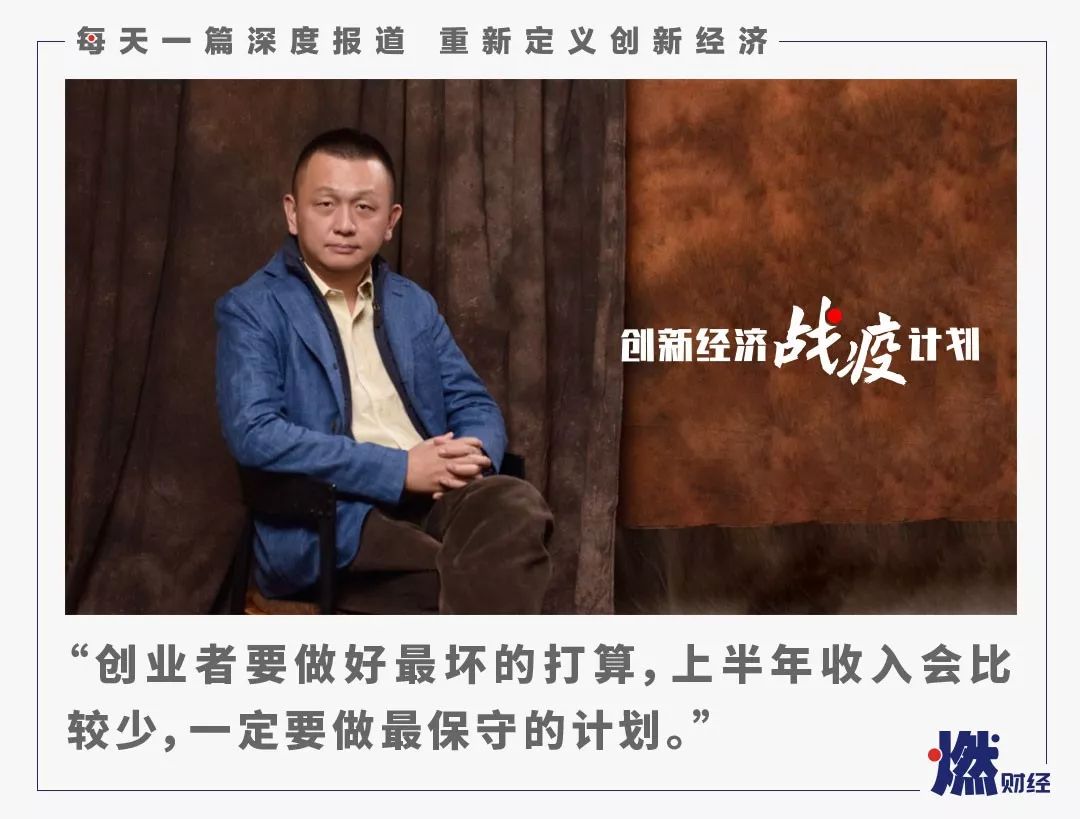 每天一篇深度报道 重新定义创新经济
创新经济战疫计划
“创业者要做好最坏的打算，上半年收入会比
较少，一定要做最保守的计划。”
燃财经